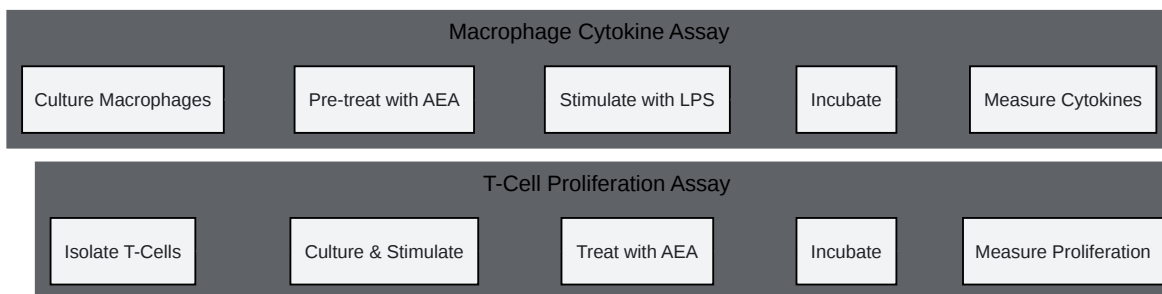 Macrophage Cytokine Assay
Culture Macrophages
Pre-treat with AEA
Stimulate with LPS
Incubate
Measure Cytokines
T-Cell Proliferation Assay
Isolate T-Cells
Culture & Stimulate
Treat with AEA
Incubate
Measure Proliferation